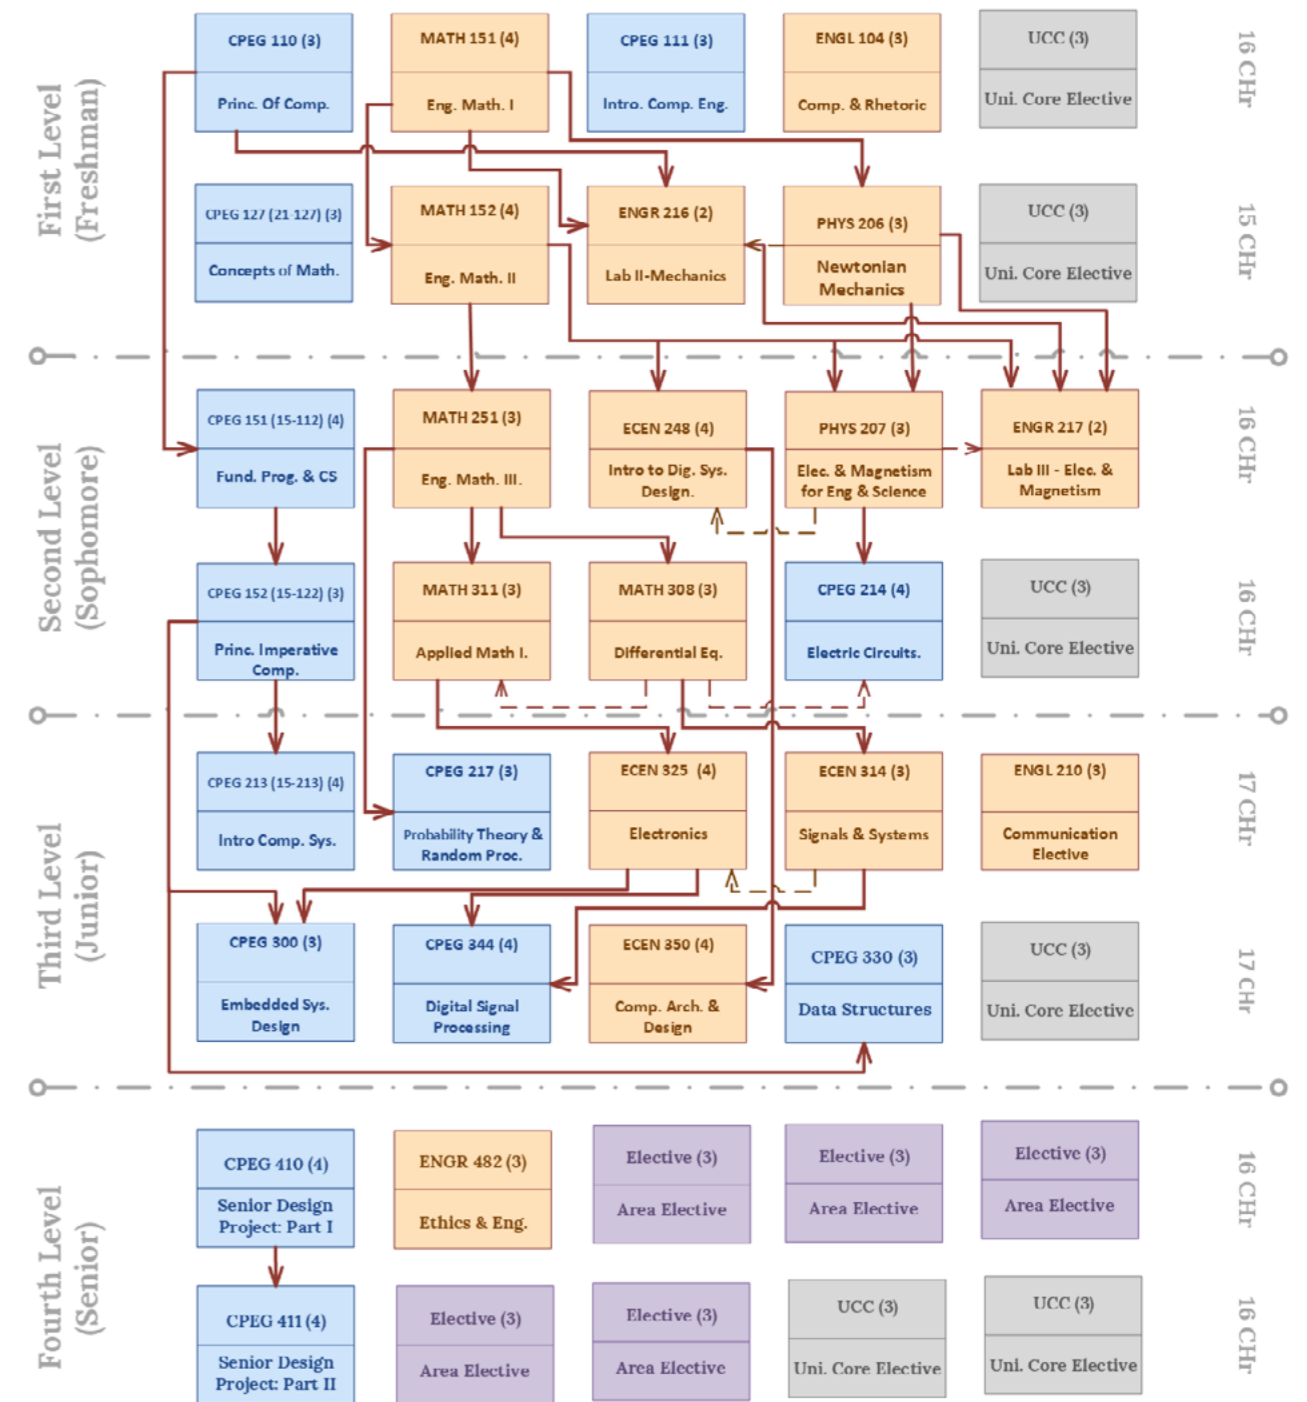 First Level
(Freshman)
CPEG 110 (3)
Princ. Of Comp.
MATH 151 (4)
Eng. Math. I
CPEG 111 (3)
Intro. Comp. Eng.
ENGL 104 (3)
Comp. & Rhetoric
UCC (3)
Uni. Core Elective
16 CHr
CPEG 127 (21-127) (3)
Concepts of Math.
MATH 152 (4)
Eng. Math. II
ENGR 216 (2)
Lab II-Mechanics
PHYS 206 (3)
Newtonian
Mechanics
UCC (3)
Uni. Core Elective
15 CHr
Second Level
(Sophomore)
CPEG 151 (15-112) (4)
Fund. Prog. & CS
MATH 251 (3)
Eng. Math. III.
ECEN 248 (4)
Intro to Dig. Sys.
Design.
PHYS 207 (3)
Elec. & Magnetism
for Eng & Science
ENGR 217 (2)
Lab III - Elec. &
Magnetism
16 CHr
CPEG 152 (15-122) (3)
Princ. Imperative
Comp.
MATH 311 (3)
Applied Math I.
MATH 308 (3)
Differential Eq.
CPEG 214 (4)
Electric Circuits.
UCC (3)
Uni. Core Elective
16 CHr
Third Level
(Junior)
CPEG 213 (15-213) (4)
Intro Comp. Sys.
CPEG 217 (3)
Probability Theory &
Random Proc.
ECEN 325 (4)
Electronics
ECEN 314 (3)
Signals & Systems
ENGL 210 (3)
Communication
Elective
17 CHr
CPEG 300 (3)
Embedded Sys.
Design
CPEG 344 (4)
Digital Signal
Processing
ECEN 350 (4)
Comp. Arch. &
Design
CPEG 330 (3)
Data Structures
UCC (3)
Uni. Core Elective
17 CHr
Fourth Level
(Senior)
CPEG 410 (4)
Senior Design
Project: Part I
ENGR 482 (3)
Ethics & Eng.
Elective (3)
Area Elective
Elective (3)
Area Elective
Elective (3)
Area Elective
16 CHr
CPEG 411 (4)
Senior Design
Project: Part II
Elective (3)
Area Elective
Elective (3)
Area Elective
UCC (3)
Uni. Core Elective
UCC (3)
Uni. Core Elective
16 CHr